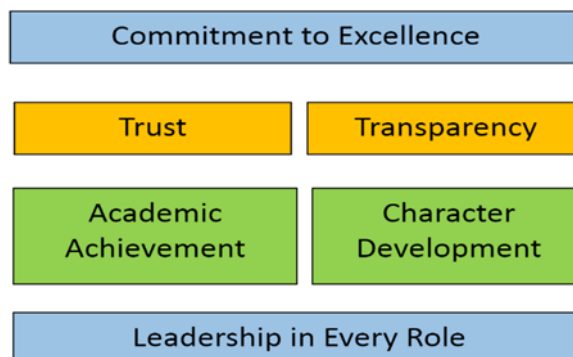 Commitment to Excellence
Trust
Transparency
Academic
Achievement
Character
Development
Leadership in Every Role